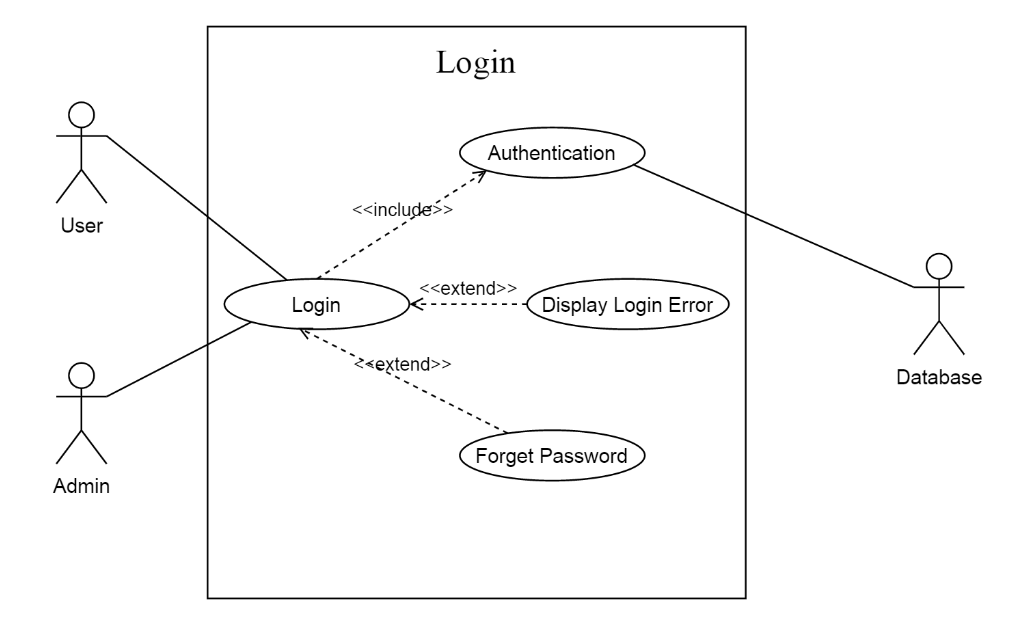 Login
Authentication
User
<<include>>
<<extend>>
Login
Display Login Error
<<extend>>
Database
Forget Password
Admin